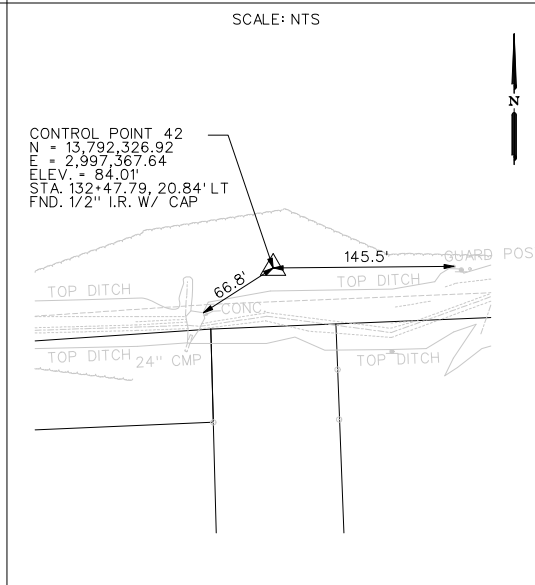 SCALE: NTS
N
CONTROL POINT 42
N = 13,792,326.92
E = 2,997,367.64
ELEV. = 84.01'
STA. 132+47.79, 20.84' LT
FND. 1/2" I.R. W/ CAP
145.5'
GUARD POS
66.8'
TOP DITCH
TOP DITCH
CONC.
TOP DITCH
24" CMP
TOP DITCH